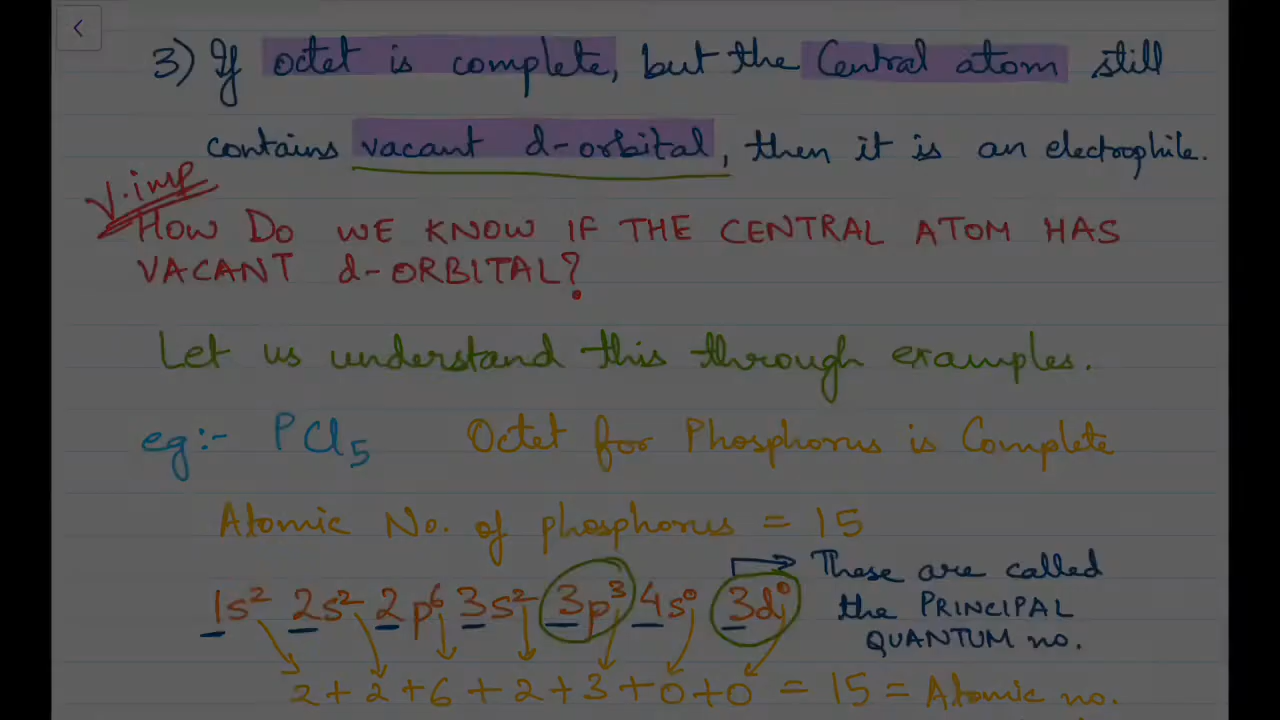 3) If octet is complete, but the Central atom still
contains vacant d-orbital, then it is an electrophile.
V.imp
HOW DO WE KNOW IF THE CENTRAL ATOM HAS
VACANT d-ORBITAL?
Let us understand this through examples.
eg:- PCl₅ Octet for Phosphorus is Complete
Atomic No. of phosphorus = 15
1s² 2s² 2p⁶ 3s² 3p³ 4s⁰ 3d⁰
These are called
the PRINCIPAL
QUANTUM no.
2 + 2 + 6 + 2 + 3 + 0 + 0 = 15 = Atomic no.